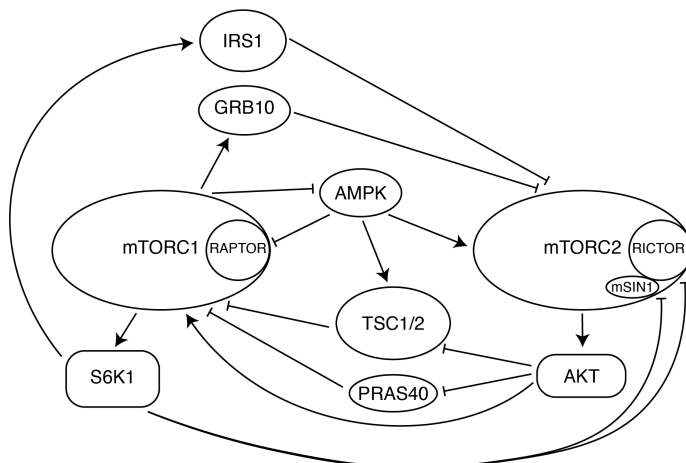 IRS1
GRB10
AMPK
mTORC1
RAPTOR
mTORC2
RICTOR
mSIN1
TSC1/2
S6K1
PRAS40
AKT